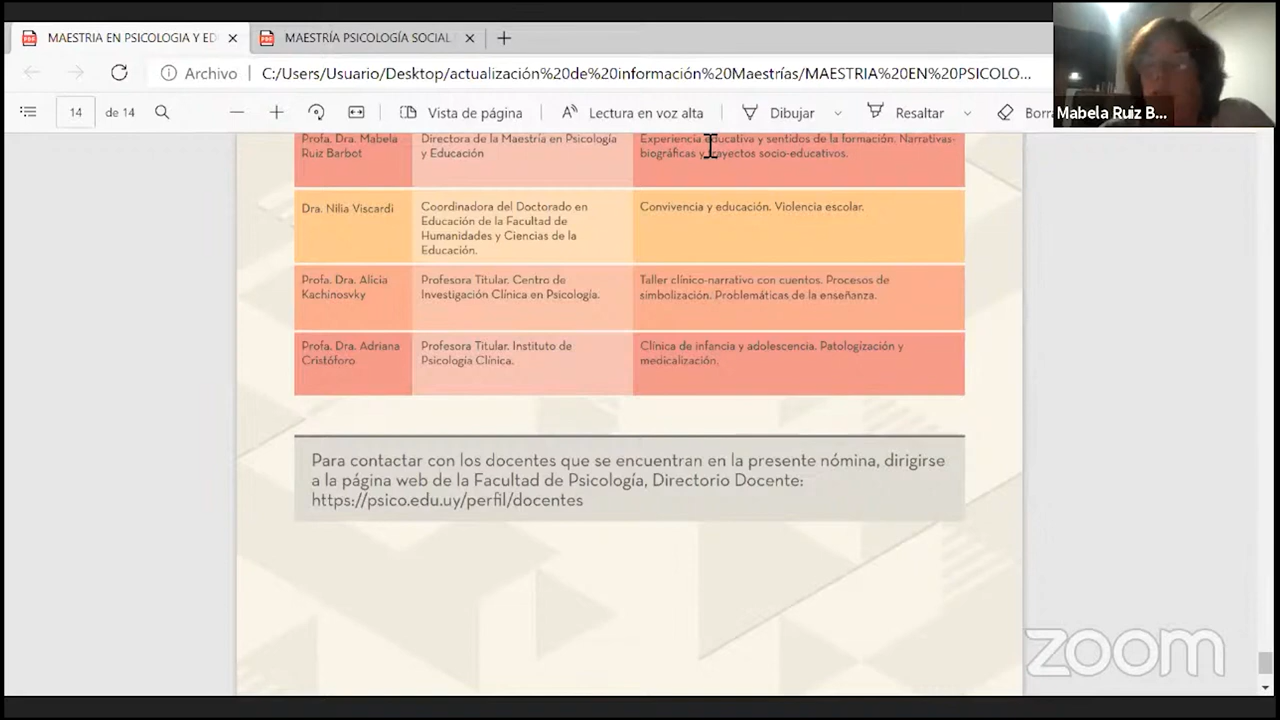 MAESTRIA EN PSICOLOGIA Y ED
MAESTRÍA PSICOLOGÍA SOCIAL
Archivo
C:/Users/Usuario/Desktop/actualización%20de%20información%20Maestrías/MAESTRIA%20EN%20PSICOLO...
Mabela Ruiz B...
14 de 14
Vista de página
Lectura en voz alta
Dibujar
Resaltar
Borr
Profa. Dra. Mabela
Ruiz Barbot
Directora de la Maestría en Psicología
y Educación
Experiencia educativa y sentidos de la formación. Narrativas-
biográficas y trayectos socio-educativos.
Dra. Nilia Viscardi
Coordinadora del Doctorado en
Educación de la Facultad de
Humanidades y Ciencias de la
Educación.
Convivencia y educación. Violencia escolar.
Profa. Dra. Alicia
Kachinosvky
Profesora Titular. Centro de
Investigación Clínica en Psicología.
Taller clínico-narrativo con cuentos. Procesos de
simbolización. Problemáticas de la enseñanza.
Profa. Dra. Adriana
Cristóforo
Profesora Titular. Instituto de
Psicología Clínica.
Clínica de infancia y adolescencia. Patologización y
medicalización.
Para contactar con los docentes que se encuentran en la presente nómina, dirigirse
a la página web de la Facultad de Psicología, Directorio Docente:
https://psico.edu.uy/perfil/docentes
zoom